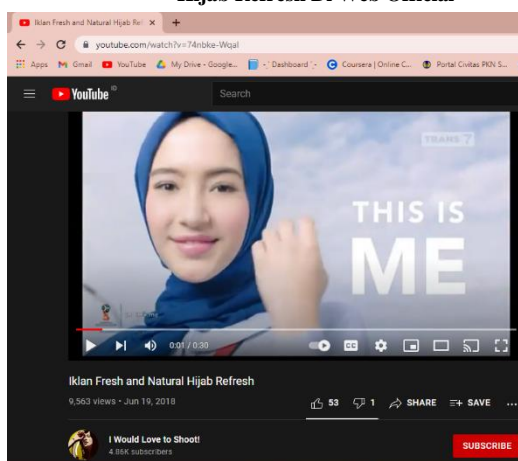 Iklan Fresh and Natural Hijab Ref
youtube.com/watch?v=74nbke-WqaI
Apps Gmail YouTube My Drive - Google... Dashboard Coursera | Online C... Portal Civitas PKN S...
YouTube ID
Search
TRANS 7
THIS IS
ME
0:01 / 0:30
Iklan Fresh and Natural Hijab Refresh
9,563 views • Jun 19, 2018
53 1 SHARE SAVE ...
I Would Love to Shoot!
4.86K subscribers
SUBSCRIBE